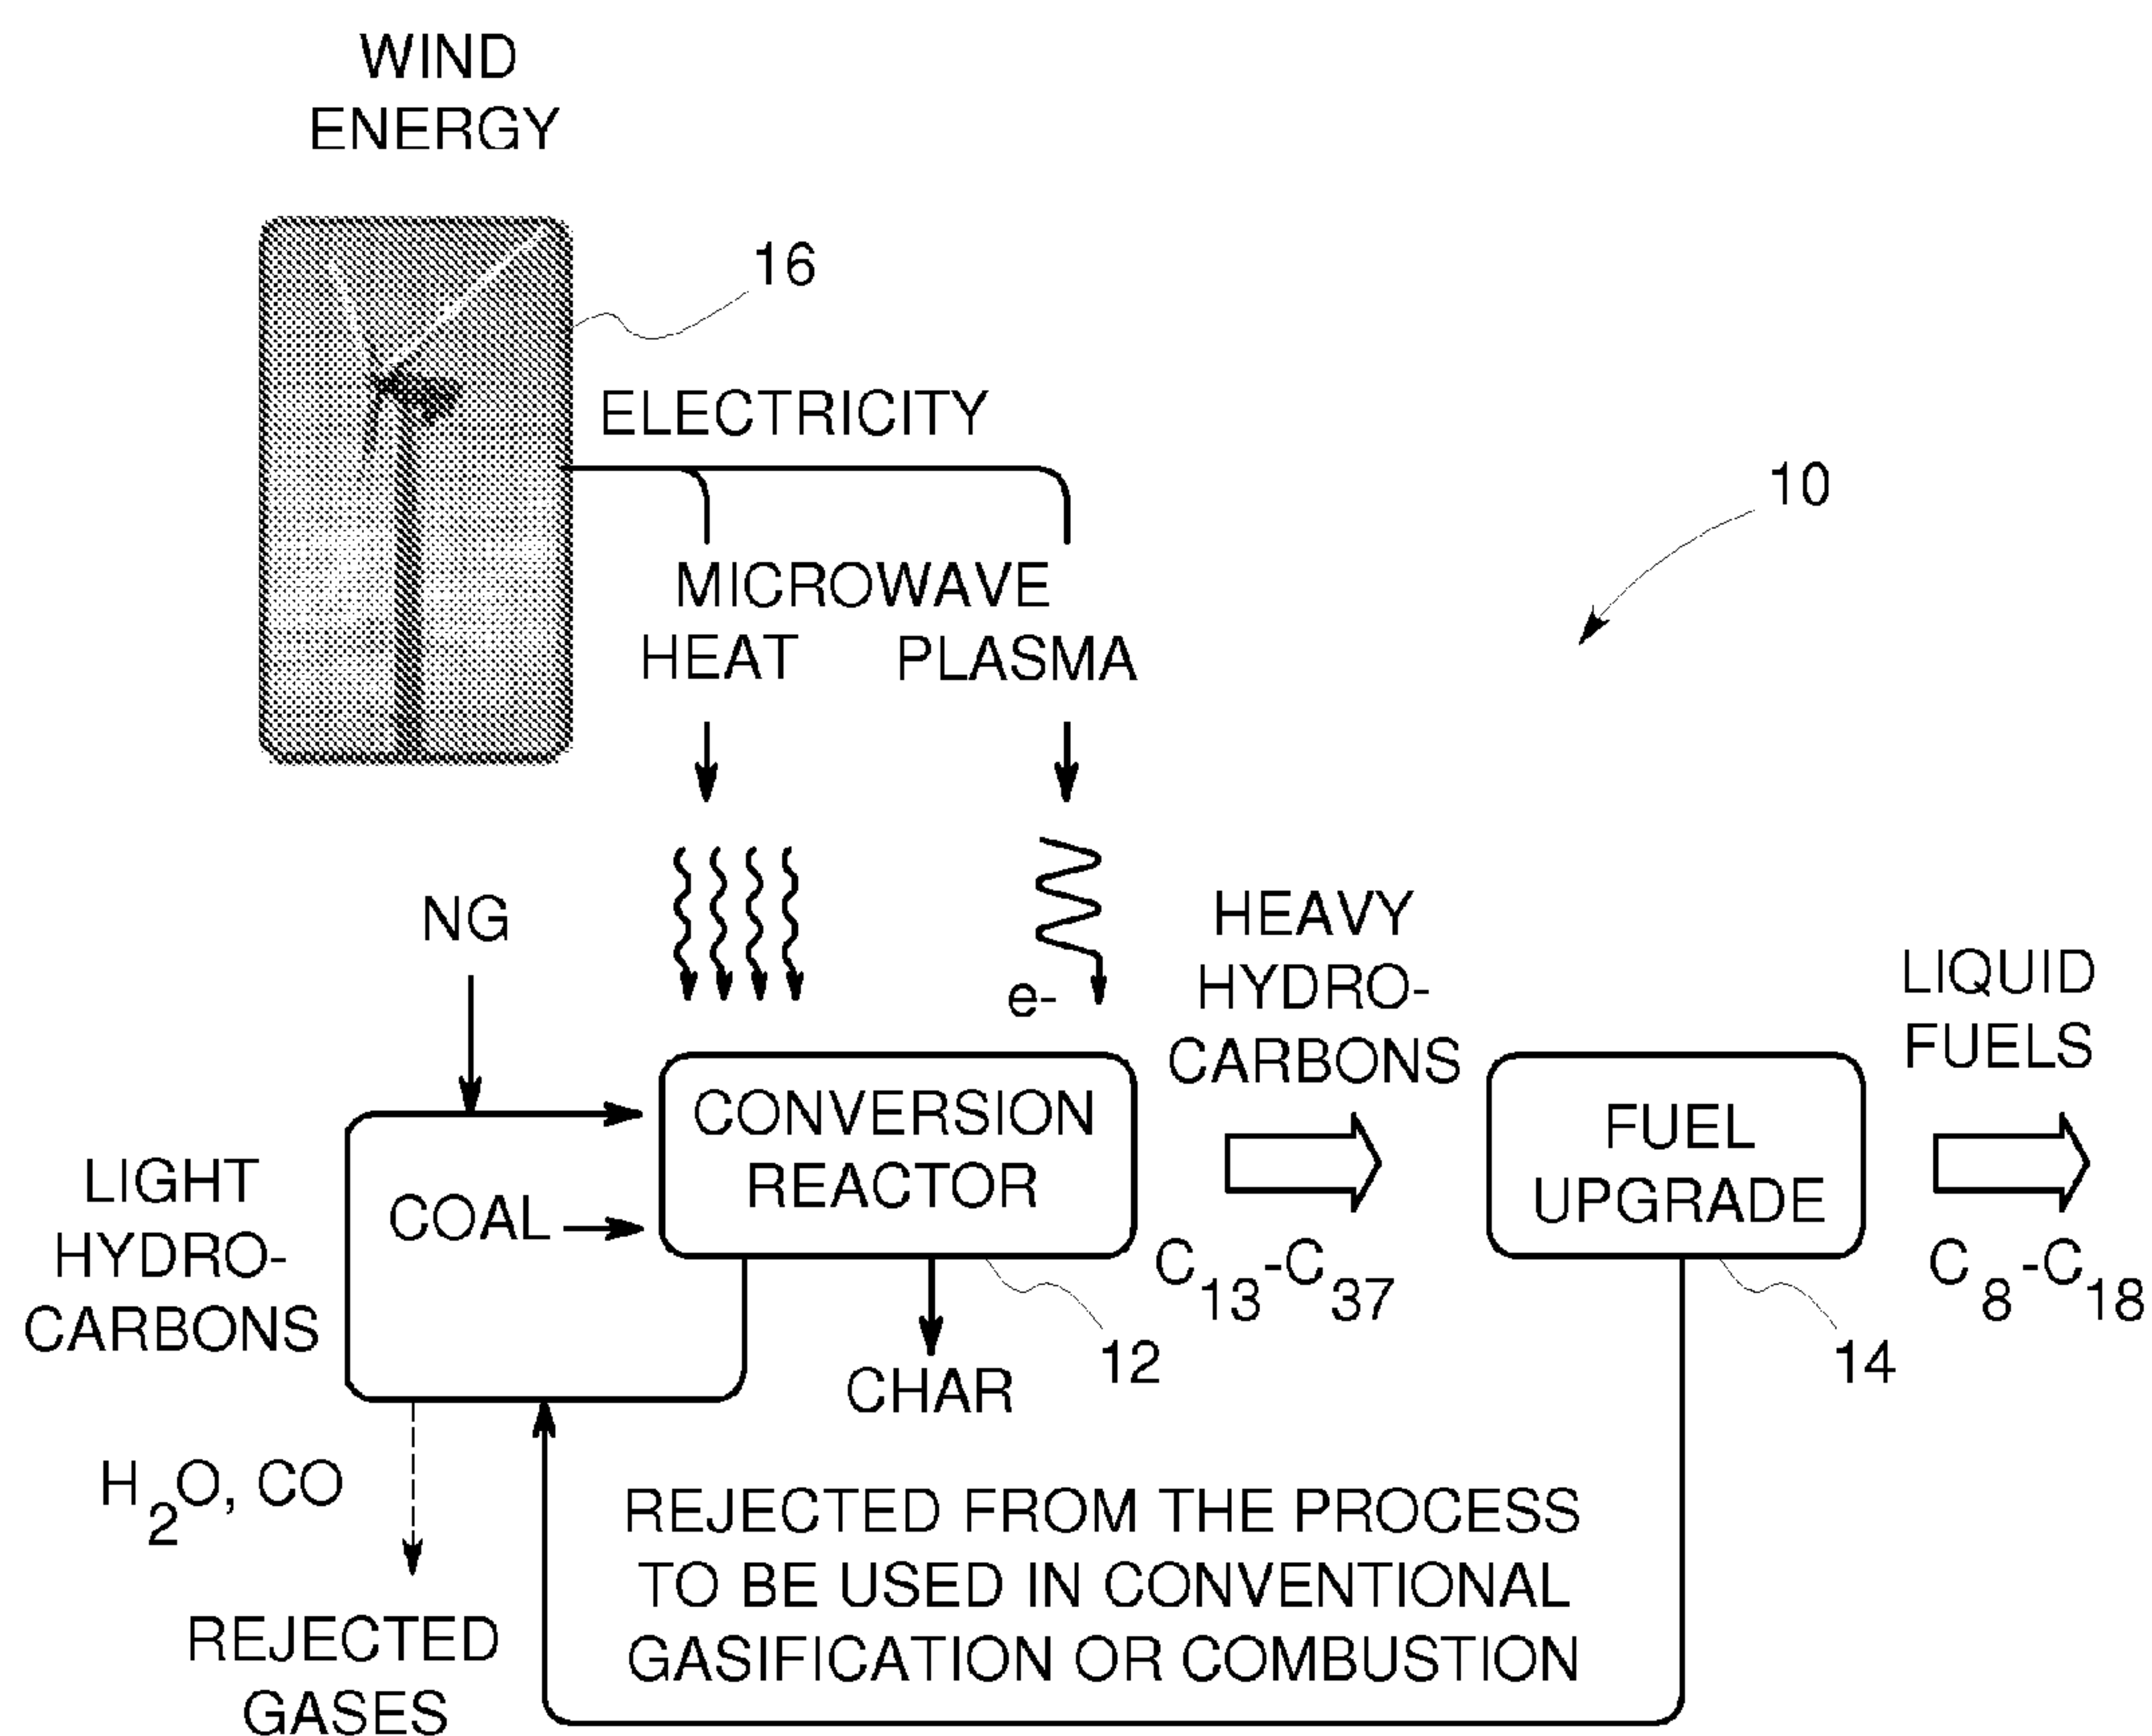 WIND
ENERGY
16
ELECTRICITY
10
MICROWAVE
HEAT PLASMA
NG
e-
HEAVY
HYDRO-
CARBONS
LIQUID
FUELS
CONVERSION
REACTOR
FUEL
UPGRADE
LIGHT
HYDRO-
CARBONS
COAL
C13-C37
C8-C18
12
14
CHAR
H2O, CO
REJECTED FROM THE PROCESS
TO BE USED IN CONVENTIONAL
GASIFICATION OR COMBUSTION
REJECTED
GASES